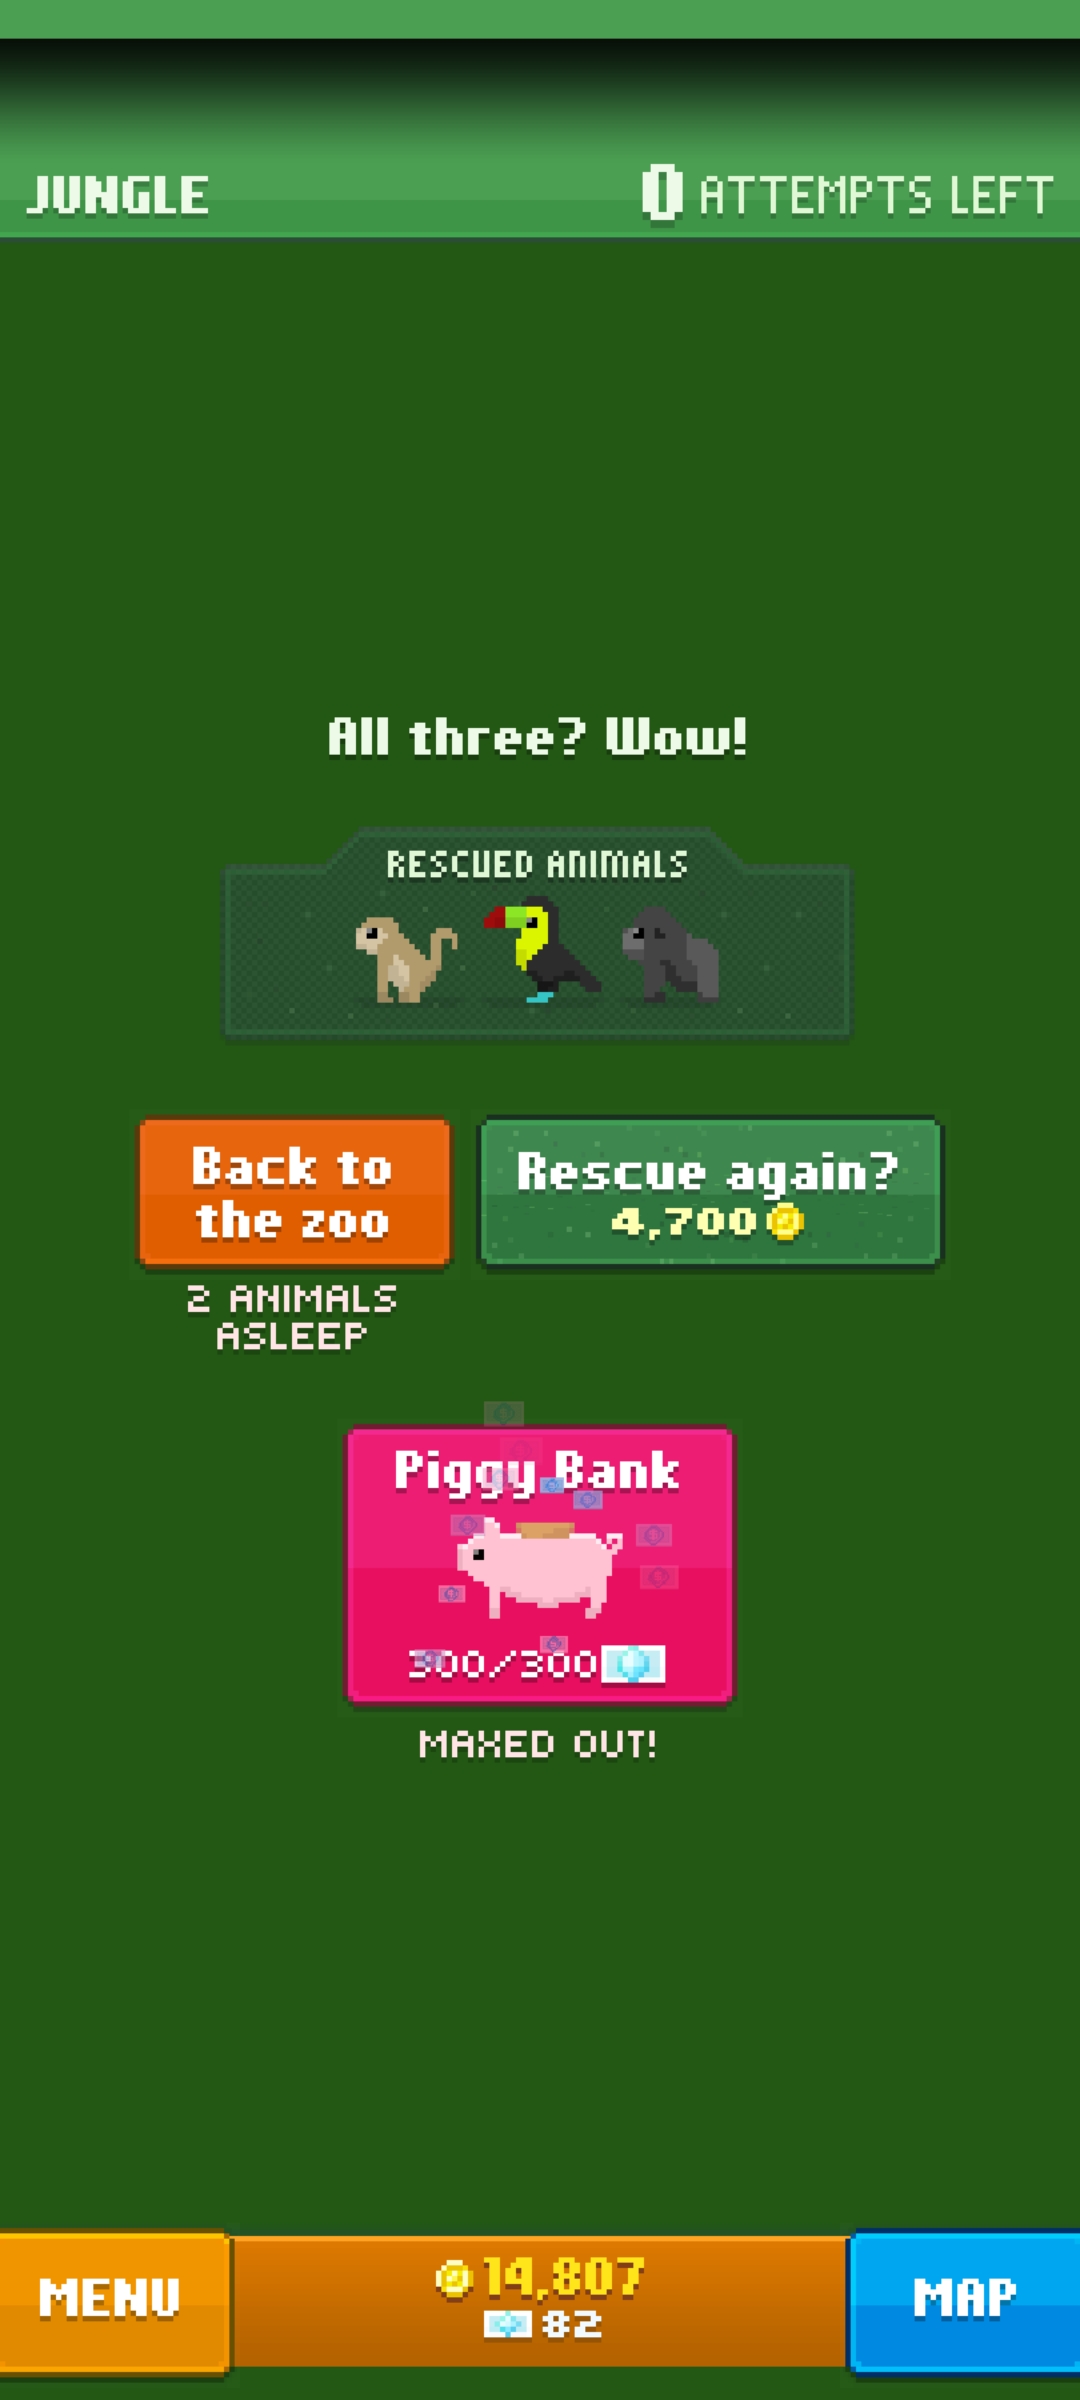 JUNGLE
0 ATTEMPTS LEFT
All three? Wow!
RESCUED ANIMALS
Back to
the zoo
Rescue again?
4,700
2 ANIMALS
ASLEEP
Piggy Bank
300/300
MAXED OUT!
MENU
14,807
82
MAP